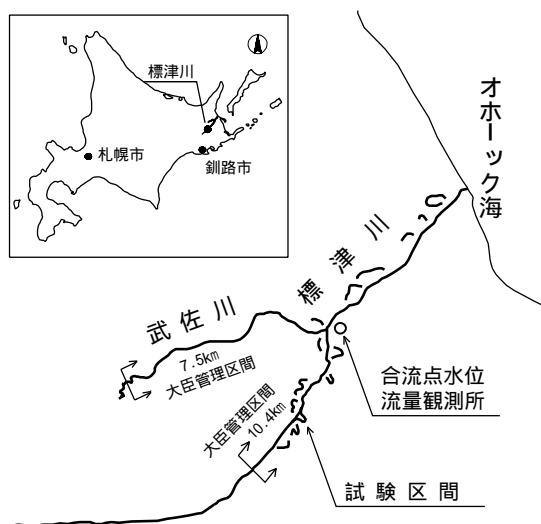 標津川
札幌市
釧路市
オホーツク海
標津川
武佐川
7.5km
大臣管理区間
大臣管理区間
10.4km
合流点水位
流量観測所
試験区間